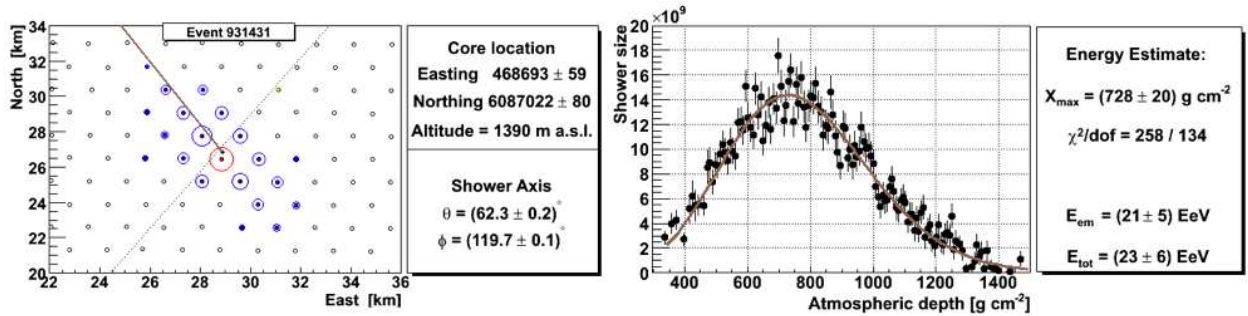 Event 931431
North [km]
34
32
30
28
26
24
22
20
22 24 26 28 30 32 34 36
East [km]
Core location
Easting 468693 ± 59
Northing 6087022 ± 80
Altitude = 1390 m a.s.l.
Shower Axis
θ = (62.3 ± 0.2)°
ϕ = (119.7 ± 0.1)°
×10⁹
Shower size
20
18
16
14
12
10
8
6
4
2
0
400 600 800 1000 1200 1400
Atmospheric depth [g cm⁻²]
Energy Estimate:
Xmax = (728 ± 20) g cm⁻²
χ²/dof = 258 / 134
Eem = (21± 5) EeV
Etot = (23 ± 6) EeV